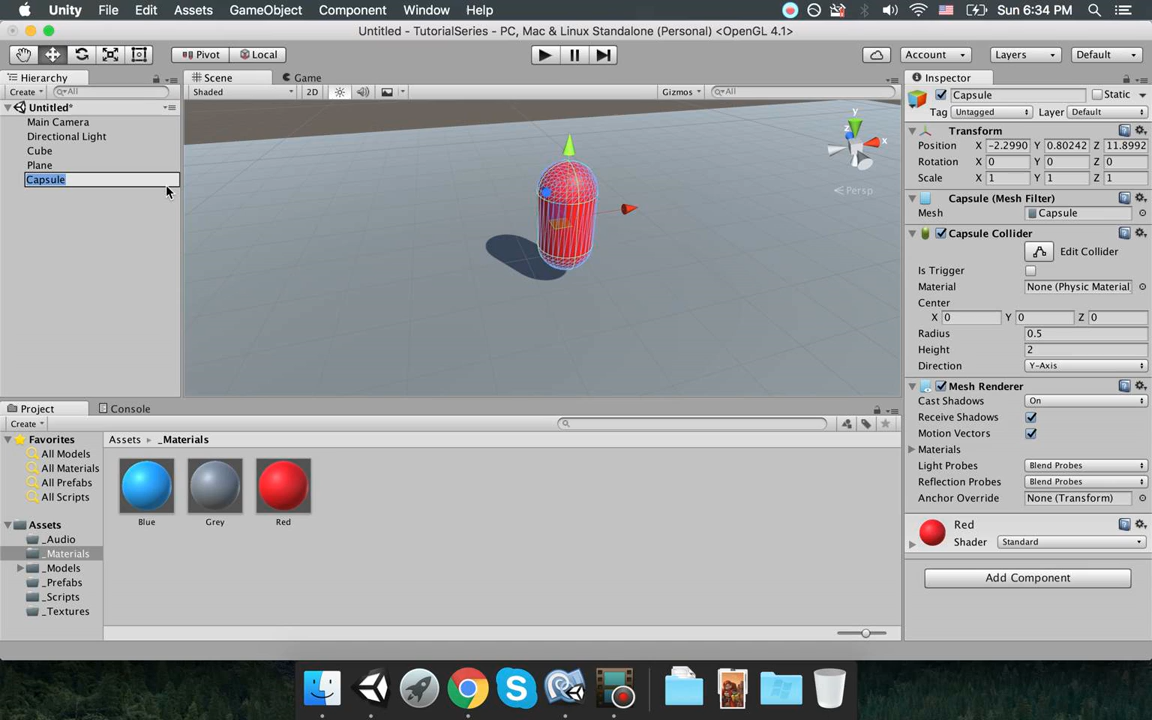 Unity File Edit Assets GameObject Component Window Help Sun 6:34 PM
Untitled - TutorialSeries - PC, Mac & Linux Standalone (Personal) <OpenGL 4.1>
Pivot Local Account Layers Default
Hierarchy Scene Game Inspector
Create All Shaded 2D Gizmos All
Capsule Static
Untitled*
Tag Untagged Layer Default
Main Camera
Directional Light
Cube
Plane
Capsule
y
x
z
Persp
Transform
Position X -2.2990 Y 0.80242 Z 11.8992
Rotation X 0 Y 0 Z 0
Scale X 1 Y 1 Z 1
Capsule (Mesh Filter)
Mesh Capsule
Capsule Collider
Edit Collider
Is Trigger
Material None (Physic Material
Center
X 0 Y 0 Z 0
Radius 0.5
Height 2
Direction Y-Axis
Mesh Renderer
Cast Shadows On
Receive Shadows
Motion Vectors
Materials
Light Probes Blend Probes
Reflection Probes Blend Probes
Anchor Override None (Transform)
Red
Shader Standard
Add Component
Project Console
Create
Favorites
All Models
All Materials
All Prefabs
All Scripts
Assets
_Audio
_Materials
_Models
_Prefabs
_Scripts
_Textures
Assets _Materials
Blue Grey Red